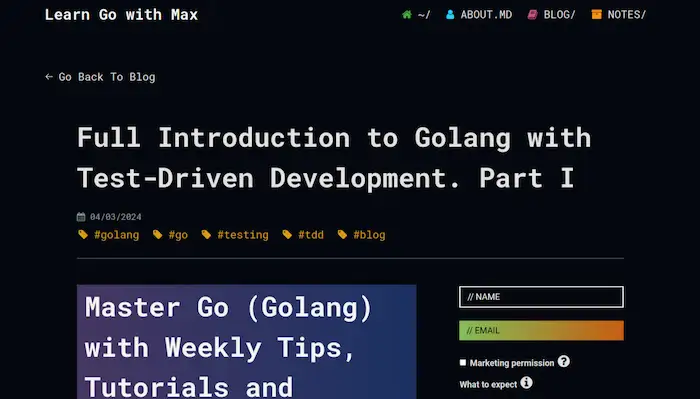 Learn Go with Max
~/ ABOUT.MD BLOG/ NOTES/
← Go Back To Blog
Full Introduction to Golang with
Test-Driven Development. Part I
04/03/2024
#golang #go #testing #tdd #blog
Master Go (Golang)
with Weekly Tips,
Tutorials and
// NAME
// EMAIL
Marketing permission ?
What to expect i